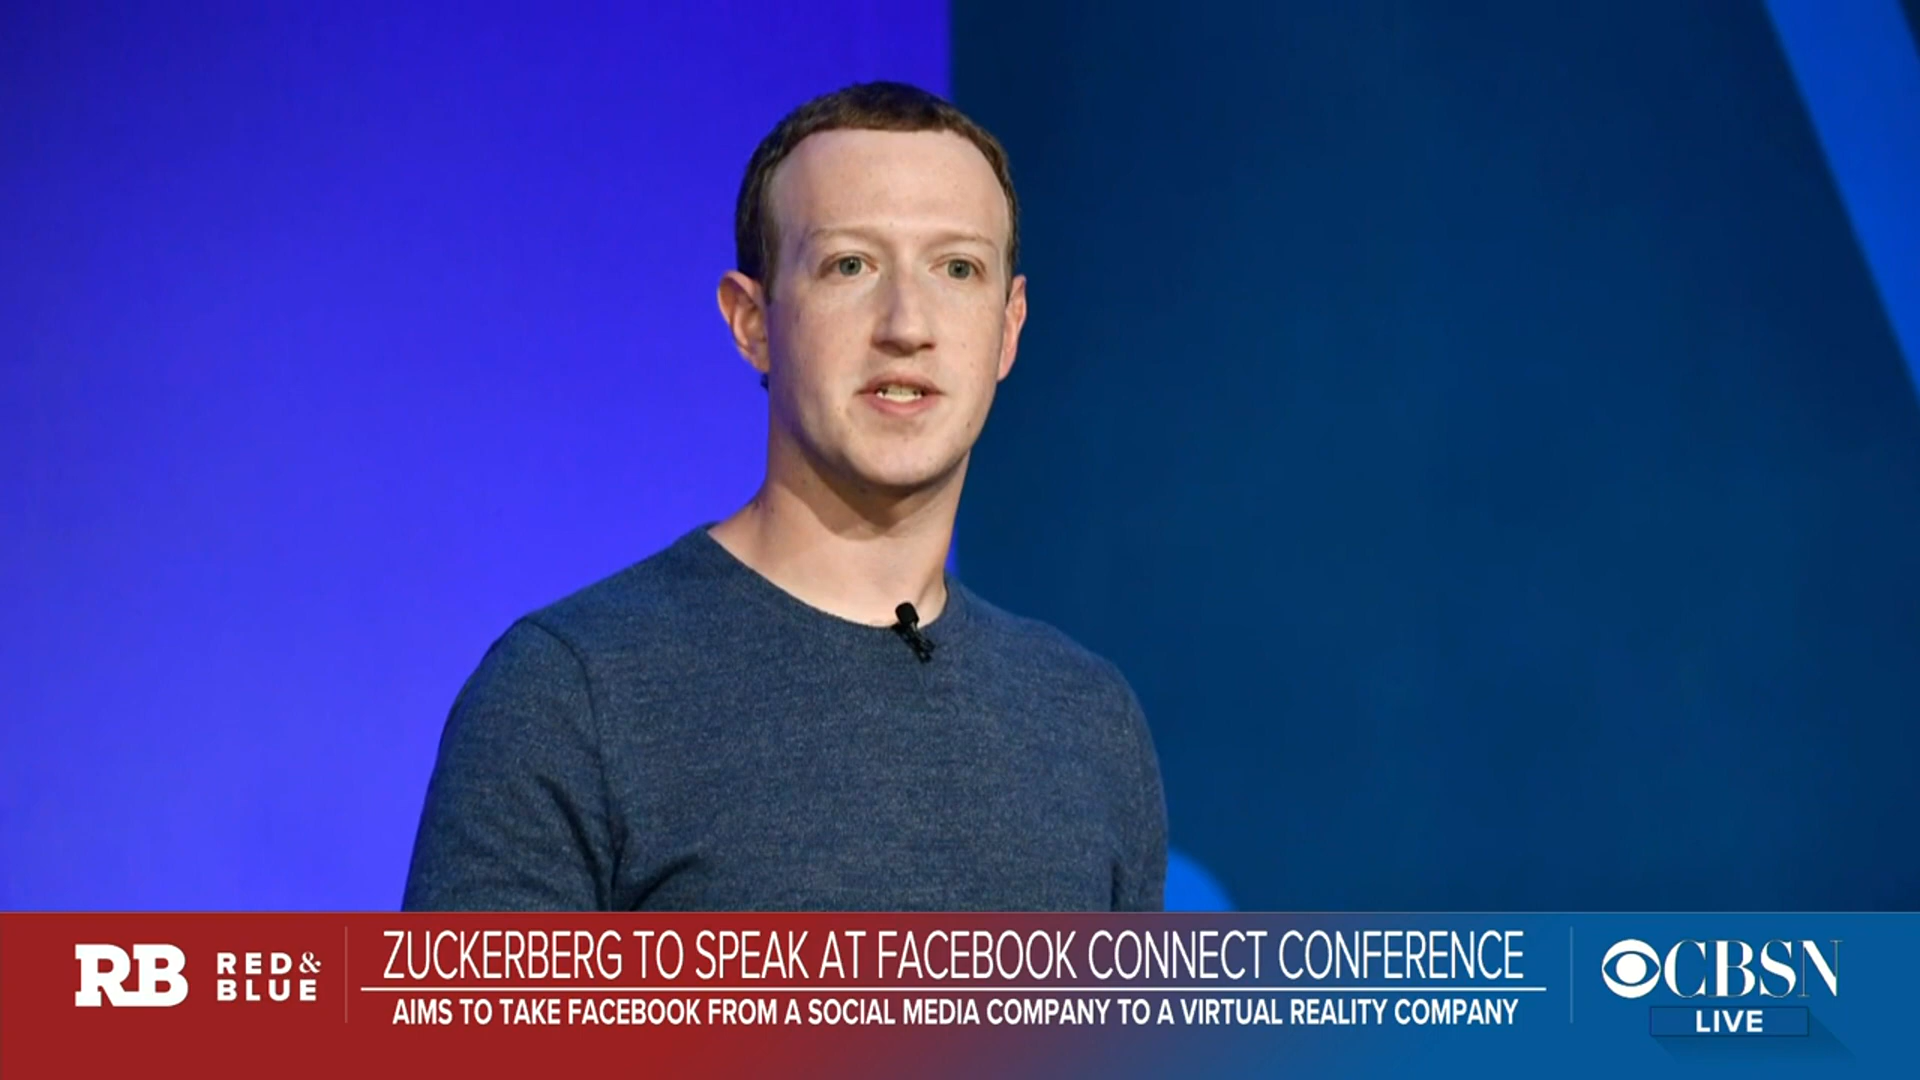 RB
RED &
BLUE
ZUCKERBERG TO SPEAK AT FACEBOOK CONNECT CONFERENCE
AIMS TO TAKE FACEBOOK FROM A SOCIAL MEDIA COMPANY TO A VIRTUAL REALITY COMPANY
CBSN
LIVE